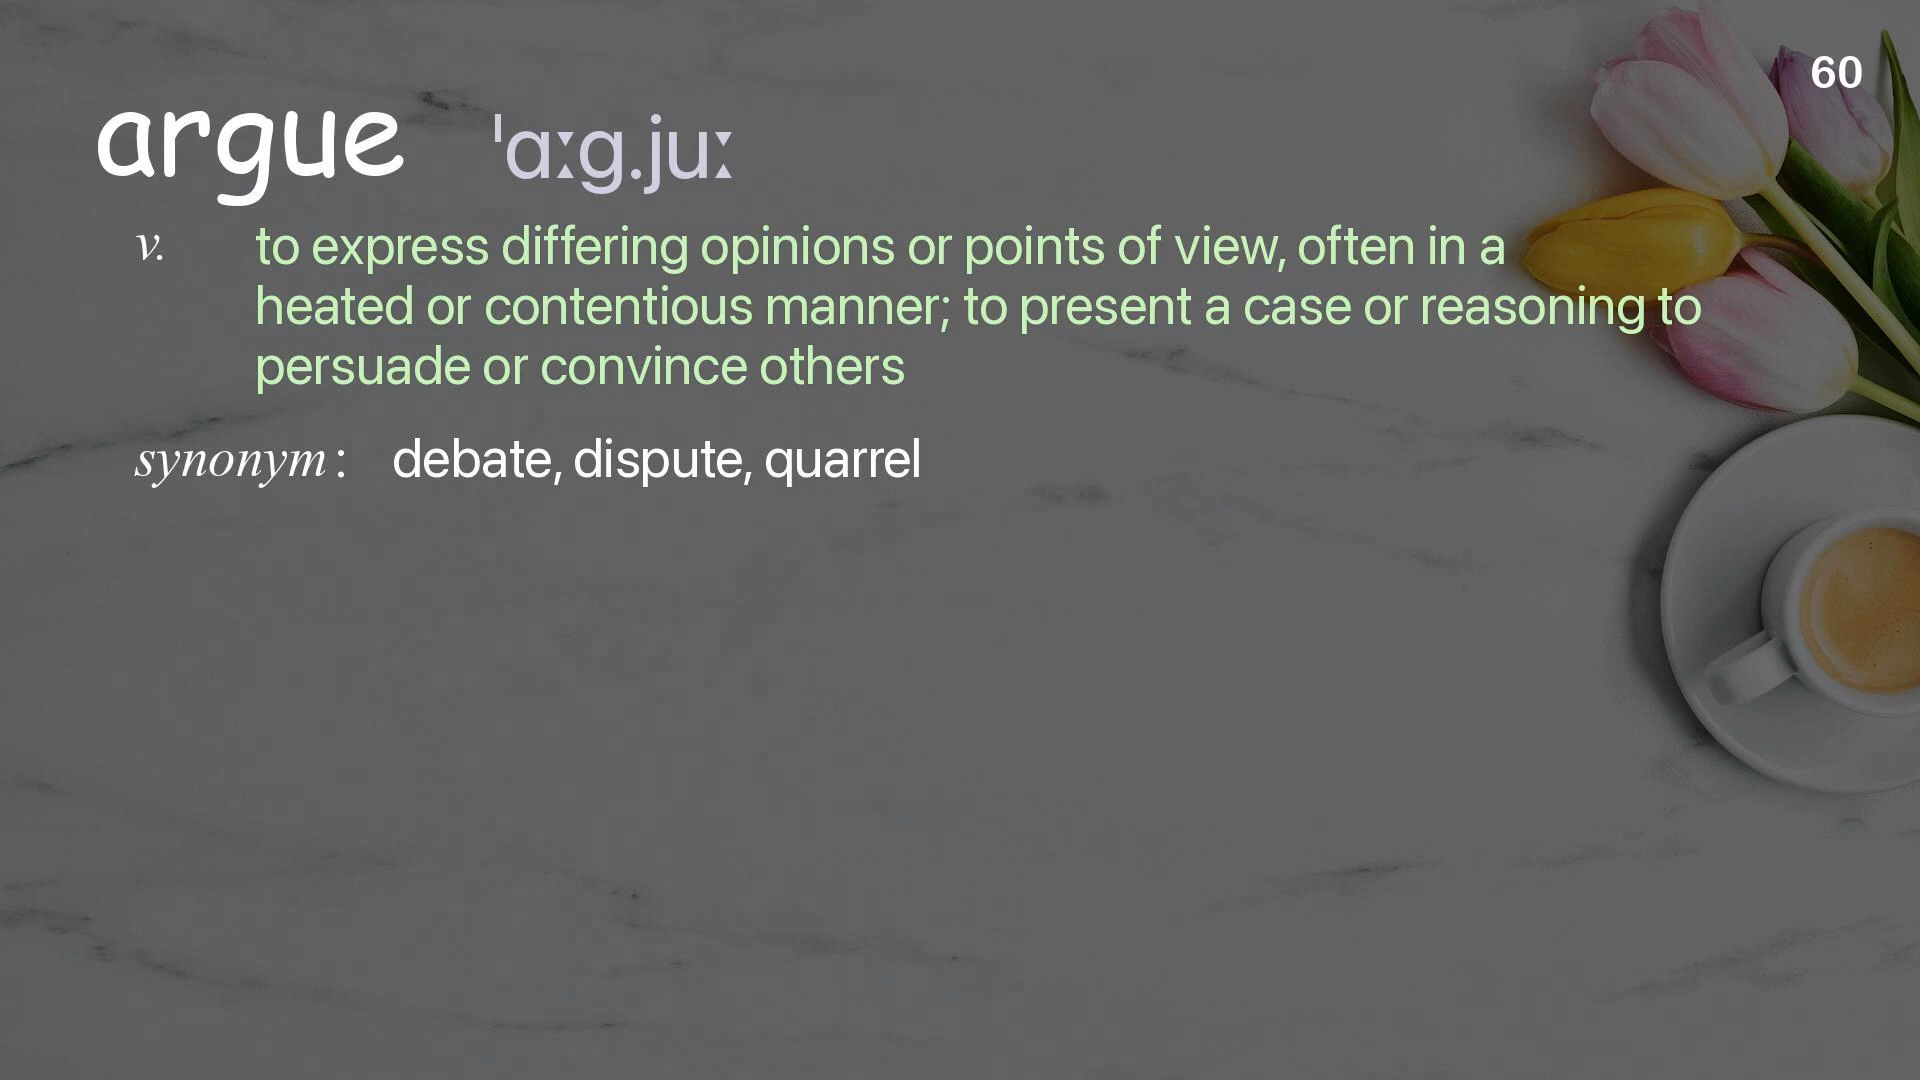 60
argue ˈɑːɡ.juː
v. to express differing opinions or points of view, often in a
heated or contentious manner; to present a case or reasoning to
persuade or convince others
synonym: debate, dispute, quarrel